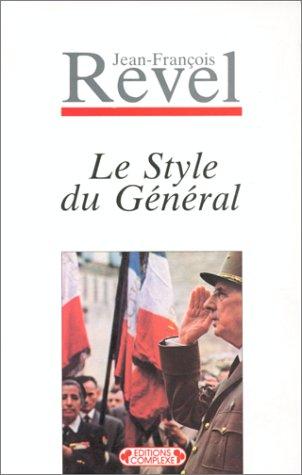 Jean-François
Revel
Le Style
du Général
EDITIONS
COMPLEXE